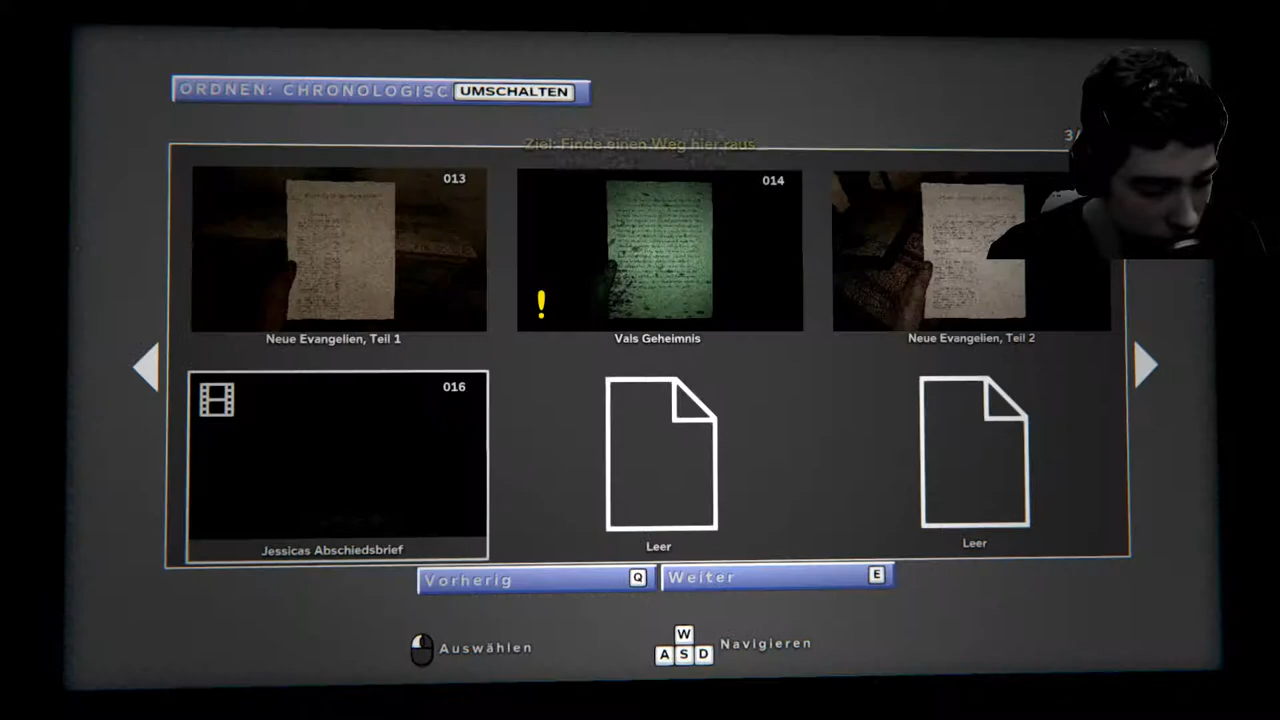 ORDNEN: CHRONOLOGISC UMSCHALTEN
Ziel: Finde einen Weg hier raus
3/
013
014
Neue Evangelien, Teil 1
!
Vals Geheimnis
Neue Evangelien, Teil 2
016
Jessicas Abschiedsbrief
Leer
Leer
Vorherig Q
Weiter E
Auswählen
W
A S D
Navigieren